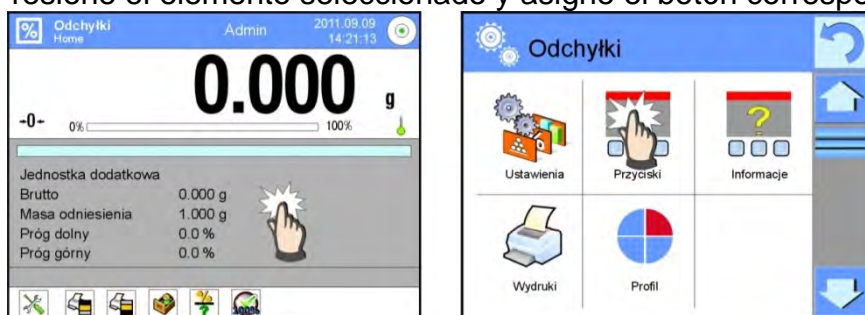 Presione el elemento seleccionado y asigne el botón correspo
Odchyłki
Home
Admin
2011.09.09
14:21:13
0.000
g
→0←
0%
100%
Jednostka dodatkowa
Brutto 0.000 g
Masa odniesienia 1.000 g
Próg dolny 0.0 %
Próg górny 0.0 %
100%
Odchyłki
Ustawienia
Przyciski
Informacje
Wydruki
Profil